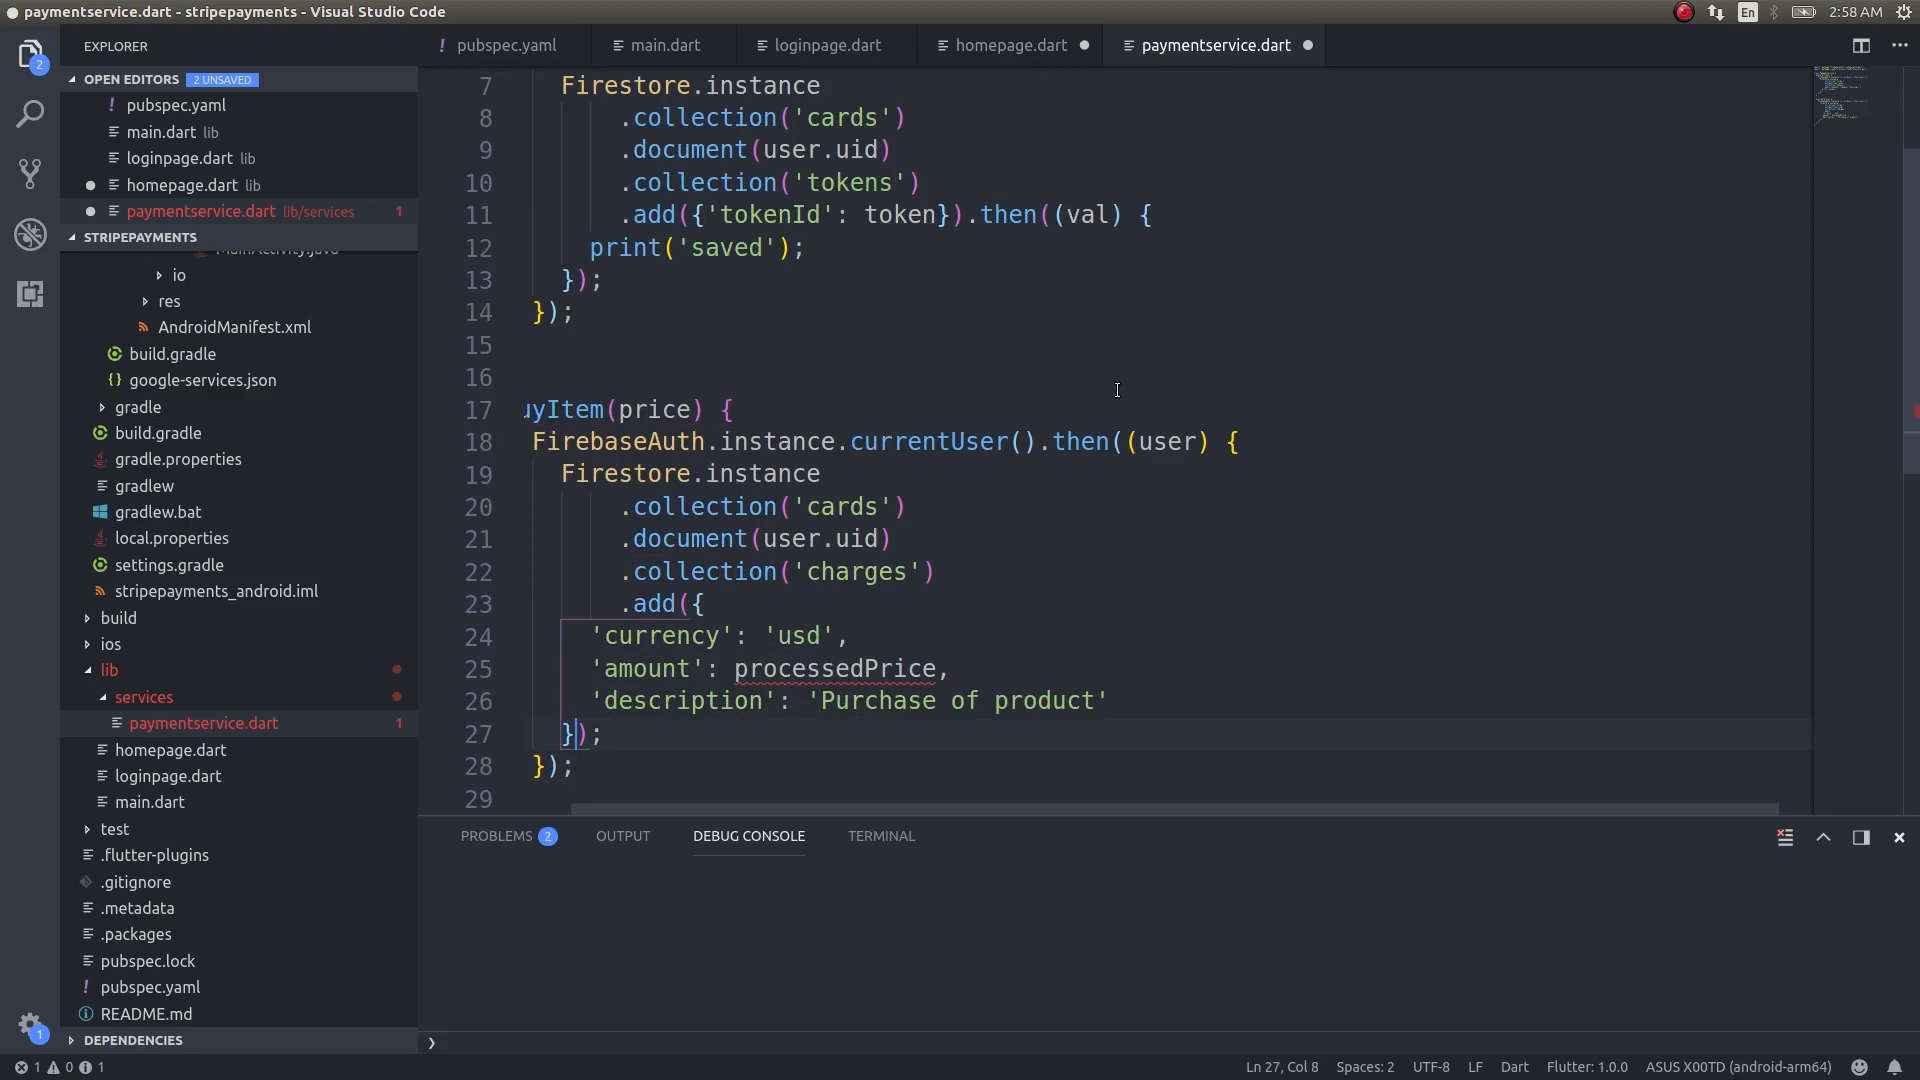 paymentservice.dart - stripepayments - Visual Studio Code
En
2:58 AM
EXPLORER
OPEN EDITORS 2 UNSAVED
! pubspec.yaml
main.dart lib
loginpage.dart lib
homepage.dart lib
paymentservice.dart lib/services 1
STRIPEPAYMENTS
MainActivity.java
io
res
AndroidManifest.xml
build.gradle
{} google-services.json
gradle
build.gradle
gradle.properties
gradlew
gradlew.bat
local.properties
settings.gradle
stripepayments_android.iml
build
ios
lib
services
paymentservice.dart 1
homepage.dart
loginpage.dart
main.dart
test
.flutter-plugins
.gitignore
.metadata
.packages
pubspec.lock
! pubspec.yaml
README.md
DEPENDENCIES
2
1
! pubspec.yaml
main.dart
loginpage.dart
homepage.dart
paymentservice.dart
7 Firestore.instance
8 .collection('cards')
9 .document(user.uid)
10 .collection('tokens')
11 .add({'tokenId': token}).then((val) {
12 print('saved');
13 });
14 });
15
16
17 uyItem(price) {
18 FirebaseAuth.instance.currentUser().then((user) {
19 Firestore.instance
20 .collection('cards')
21 .document(user.uid)
22 .collection('charges')
23 .add({
24 'currency': 'usd',
25 'amount': processedPrice,
26 'description': 'Purchase of product'
27 });
28 });
29
PROBLEMS 2 OUTPUT DEBUG CONSOLE TERMINAL
1 0 1
Ln 27, Col 8
Spaces: 2
UTF-8
LF
Dart
Flutter: 1.0.0
ASUS X00TD (android-arm64)